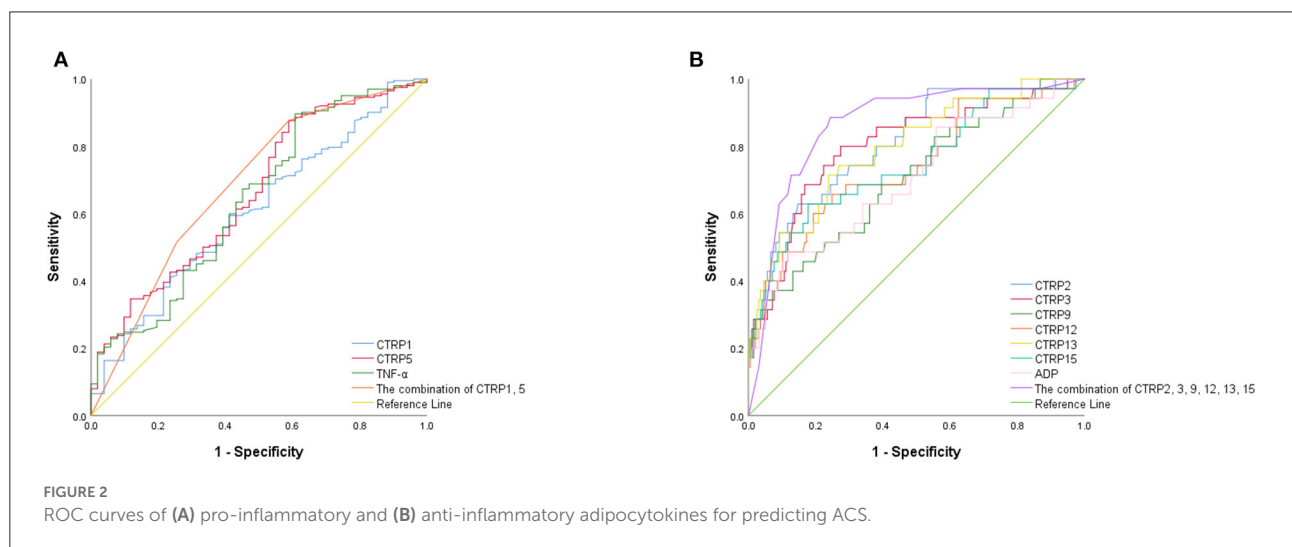 A
1.0
0.8
0.6
0.4
0.2
0.0
Sensitivity
CTRP1
CTRP5
TNF-α
The combination of CTRP1, 5
Reference Line
0.0 0.2 0.4 0.6 0.8 1.0
1 - Specificity
B
1.0
0.8
0.6
0.4
0.2
0.0
Sensitivity
CTRP2
CTRP3
CTRP9
CTRP12
CTRP13
CTRP15
ADP
The combination of CTRP2, 3, 9, 12, 13, 15
Reference Line
0.0 0.2 0.4 0.6 0.8 1.0
1 - Specificity
FIGURE 2
ROC curves of (A) pro-inflammatory and (B) anti-inflammatory adipocytokines for predicting ACS.